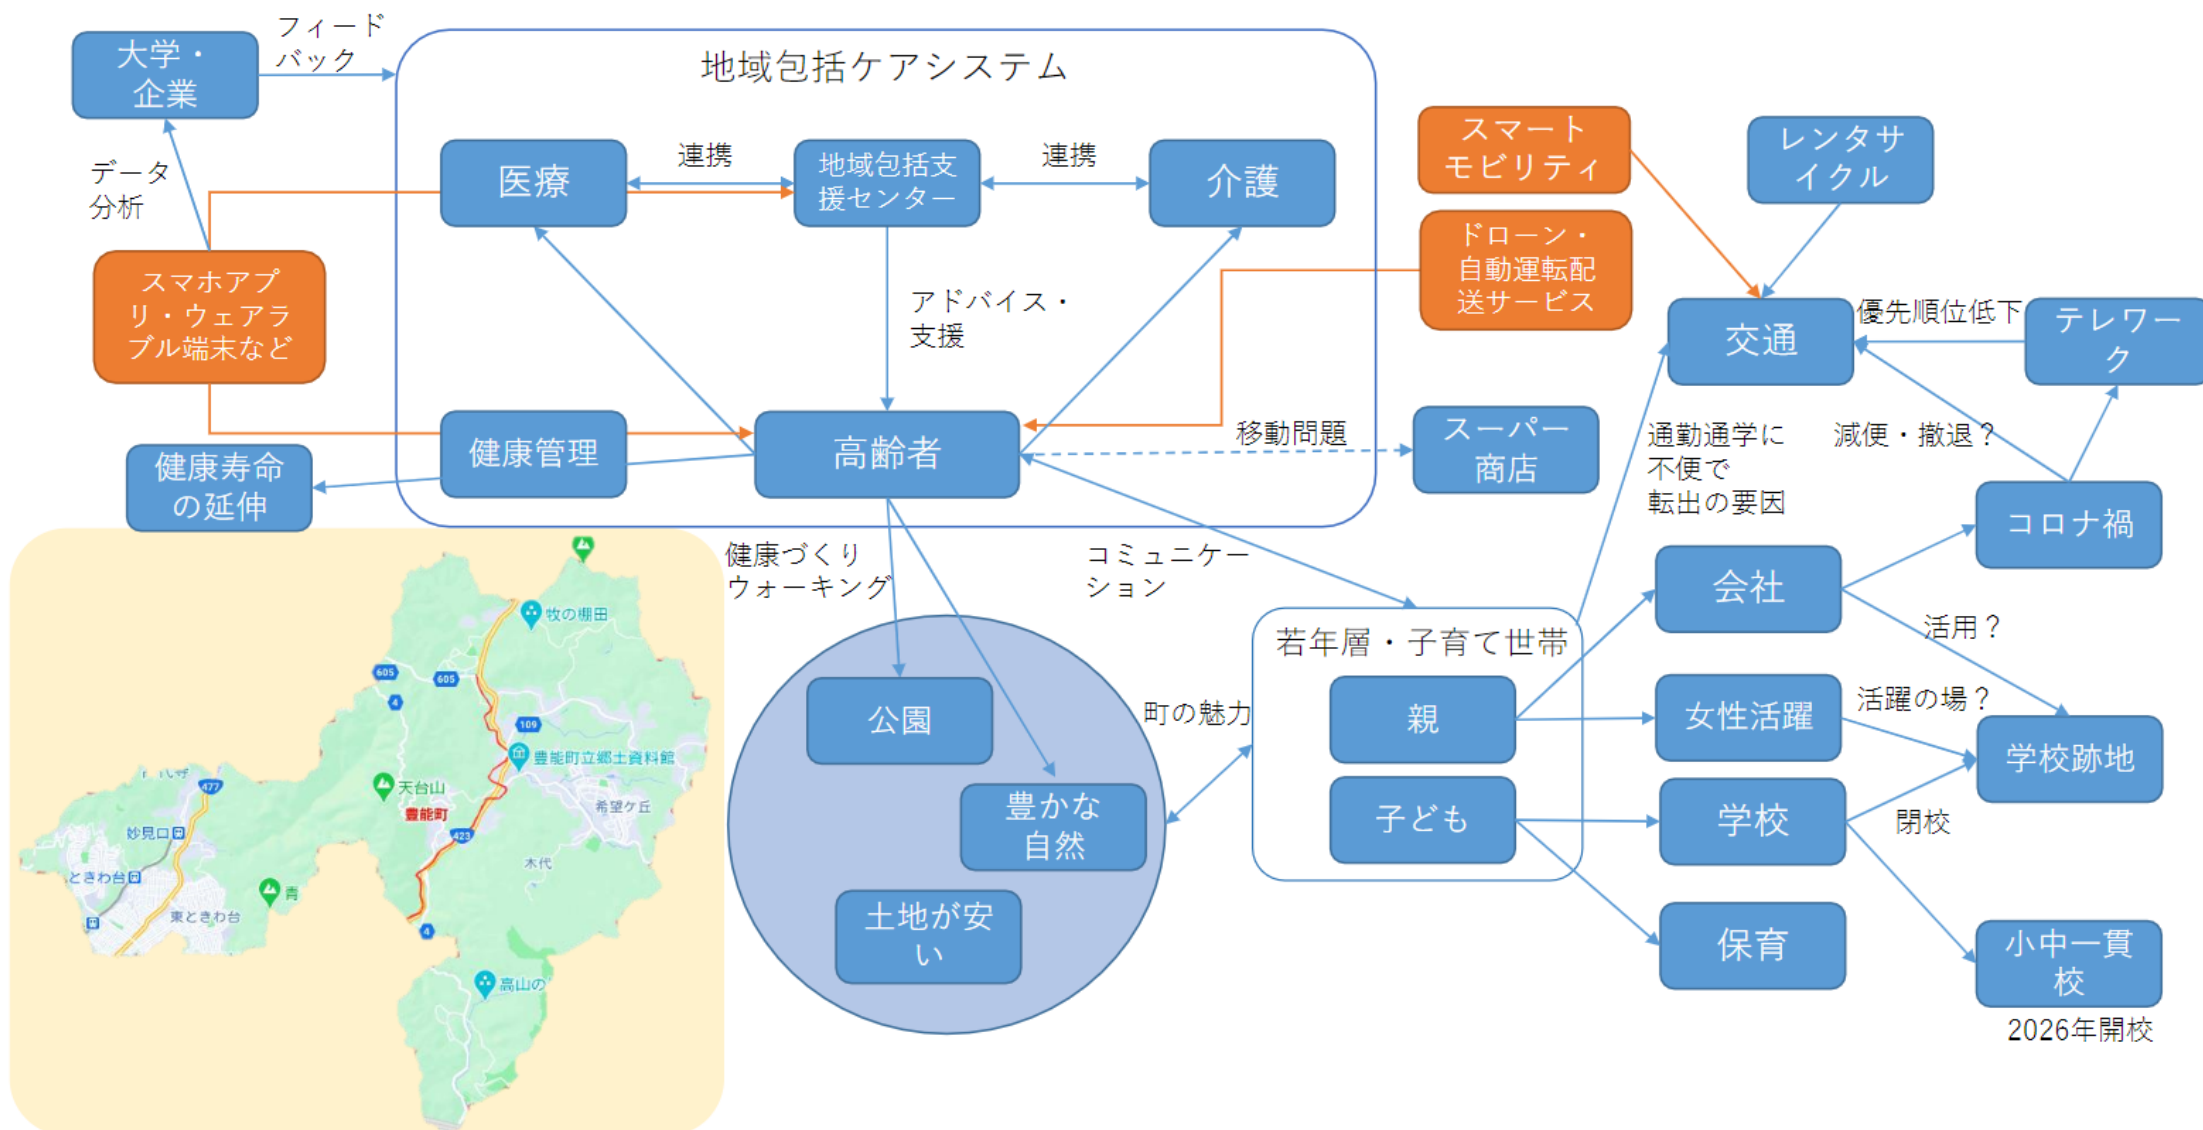 大学・
企業
フィード
バック
地域包括ケアシステム
データ
分析
医療
連携
地域包括支
援センター
連携
介護
スマート
モビリティ
レンタサ
イクル
スマホアプ
リ・ウェアラ
ブル端末など
アドバイス・
支援
ドローン・
自動運転配
送サービス
交通
優先順位低下
テレワー
ク
健康寿命
の延伸
健康管理
高齢者
移動問題
スーパー
商店
通勤通学に
不便で
転出の要因
減便・撤退？
コロナ禍
健康づくり
ウォーキング
コミュニケー
ション
若年層・子育て世帯
親
子ども
会社
活用？
女性活躍
活躍の場？
学校
閉校
学校跡地
保育
小中一貫
校
2026年開校
町の魅力
公園
豊かな
自然
土地が安
い
牧の棚田
605
605
4
109
豊能町立郷土資料館
天台山
豊能町
希望ケ丘
477
妙見口
423
木代
ときわ台
青
東ときわ台
4
高山の